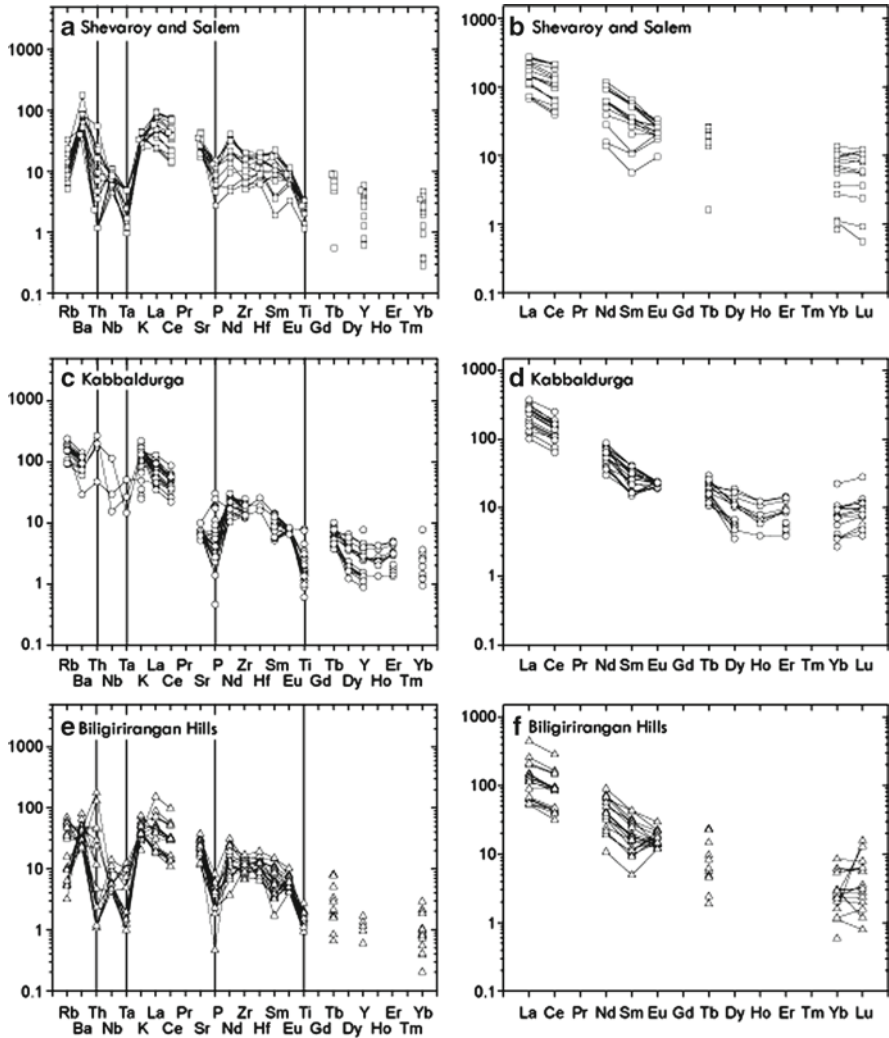 a Shevaroy and Salem
1000
100
10
1
0.1
Rb Th Ta La Pr P Zr Sm Ti Tb Y Er Yb
Ba Nb K Ce Sr Nd Hf Eu Gd Dy Ho Tm
b Shevaroy and Salem
1000
100
10
1
0.1
La Ce Pr Nd Sm Eu Gd Tb Dy Ho Er Tm Yb Lu
c Kabbaldurga
1000
100
10
1
0.1
Rb Th Ta La Pr P Zr Sm Ti Tb Y Er Yb
Ba Nb K Ce Sr Nd Hf Eu Gd Dy Ho Tm
d Kabbaldurga
1000
100
10
1
0.1
La Ce Pr Nd Sm Eu Gd Tb Dy Ho Er Tm Yb Lu
e Biligirirangan Hills
1000
100
10
1
0.1
Rb Th Ta La Pr P Zr Sm Ti Tb Y Er Yb
Ba Nb K Ce Sr Nd Hf Eu Gd Dy Ho Tm
f Biligirirangan Hills
1000
100
10
1
0.1
La Ce Pr Nd Sm Eu Gd Tb Dy Ho Er Tm Yb Lu